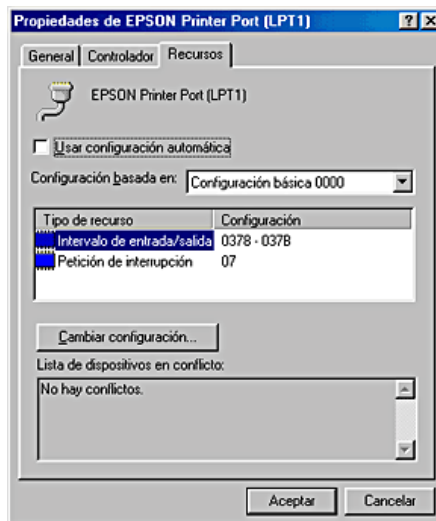 Propiedades de EPSON Printer Port (LPT1)
General Controlador Recursos
EPSON Printer Port (LPT1)
Usar configuración automática
Configuración basada en: Configuración básica 0000
Tipo de recurso Configuración
Intervalo de entrada/salida 0378 - 037B
Petición de interrupción 07
Cambiar configuración...
Lista de dispositivos en conflicto:
No hay conflictos.
Aceptar Cancelar